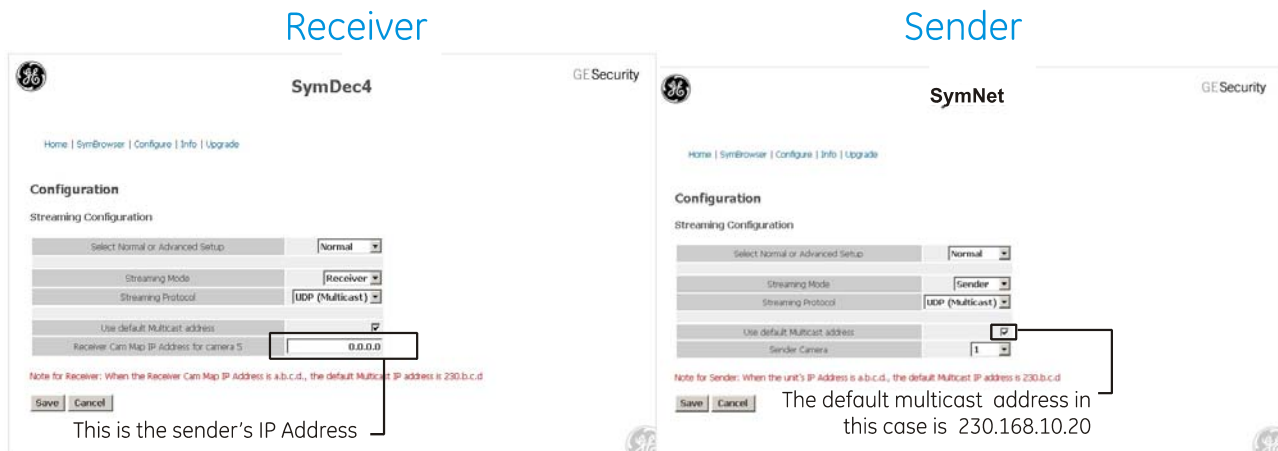 Receiver
SymDec4
GE Security
Home | SymBrowser | Configure | Info | Upgrade
Configuration
Streaming Configuration
Select Normal or Advanced Setup Normal
Streaming Mode Receiver
Streaming Protocol UDP (Multicast)
Use default Multicast address
Receiver Cam Map IP Address for camera 5 0.0.0.0
Note for Receiver: When the Receiver Cam Map IP Address is a.b.c.d., the default Multicast IP address is 230.b.c.d
Save Cancel
This is the sender's IP Address
Sender
SymNet
GE Security
Home | SymBrowser | Configure | Info | Upgrade
Configuration
Streaming Configuration
Select Normal or Advanced Setup Normal
Streaming Mode Sender
Streaming Protocol UDP (Multicast)
Use default Multicast address
Sender Camera 1
Note for Sender: When the unit's IP Address is a.b.c.d., the default Multicast IP address is 230.b.c.d
Save Cancel
The default multicast address in
this case is 230.168.10.20